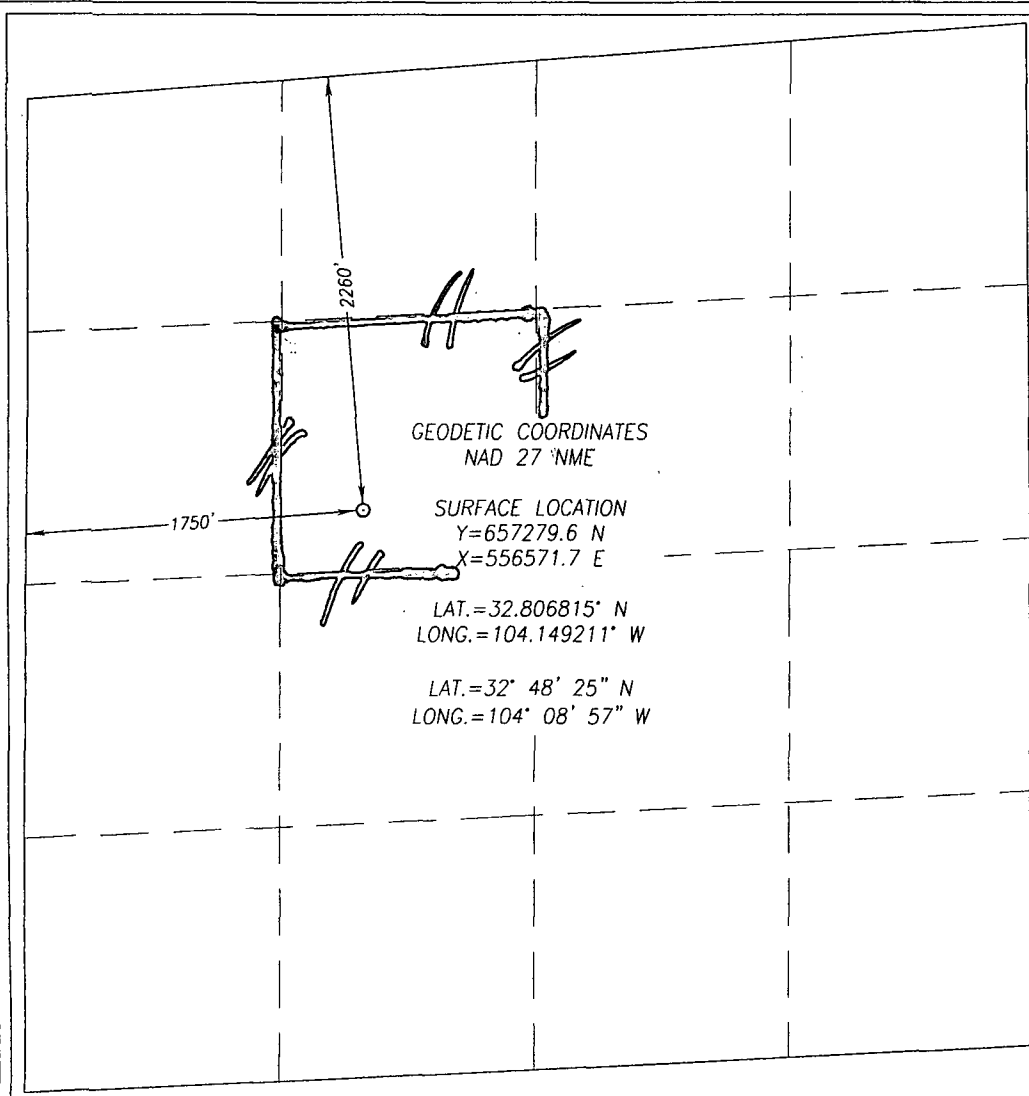 2260'
GEODETIC COORDINATES
NAD 27 NME
SURFACE LOCATION
1750'
Y=657279.6 N
X=556571.7 E
LAT.=32.806815° N
LONG.=104.149211° W
LAT.=32° 48' 25" N
LONG.=104° 08' 57" W